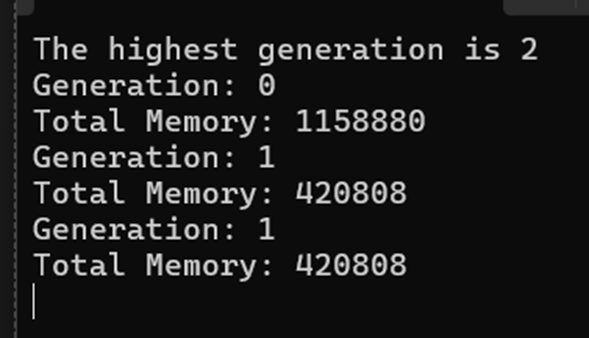 The highest generation is 2
Generation: 0
Total Memory: 1158880
Generation: 1
Total Memory: 420808
Generation: 1
Total Memory: 420808